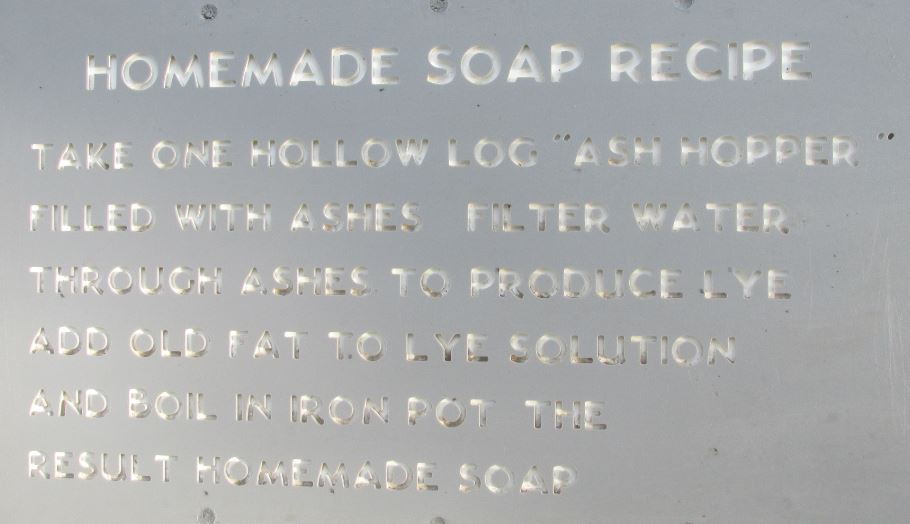 HOMEMADE SOAP RECIPE
TAKE ONE HOLLOW LOG "ASH HOPPER"
FILLED WITH ASHES FILTER WATER
THROUGH ASHES TO PRODUCE LYE
ADD OLD FAT TO LYE SOLUTION
AND BOIL IN IRON POT THE
RESULT HOMEMADE SOAP